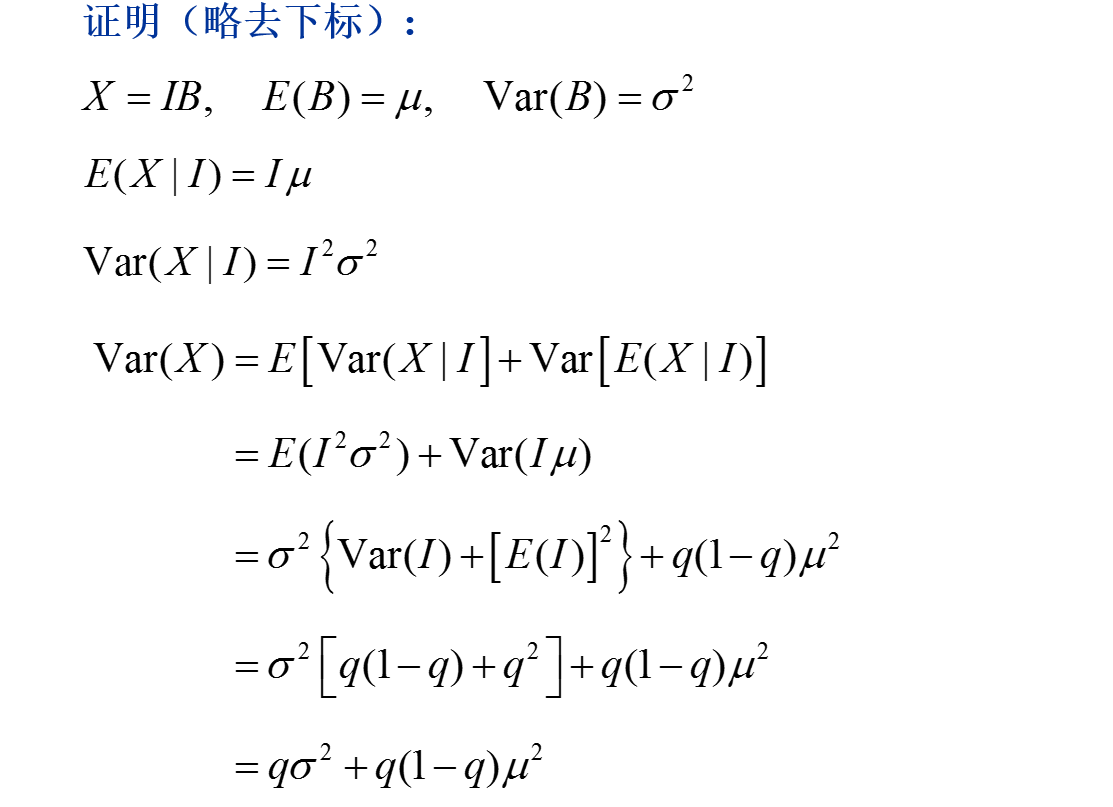 证明（略去下标）：
X = IB, E(B) = μ, Var(B) = σ²
E(X | I) = Iμ
Var(X | I) = I²σ²
Var(X) = E[Var(X | I] + Var[E(X | I)]
= E(I²σ²) + Var(Iμ)
= σ²{Var(I) + [E(I)]²} + q(1 − q)μ²
= σ²[q(1 − q) + q²] + q(1 − q)μ²
= qσ² + q(1 − q)μ²